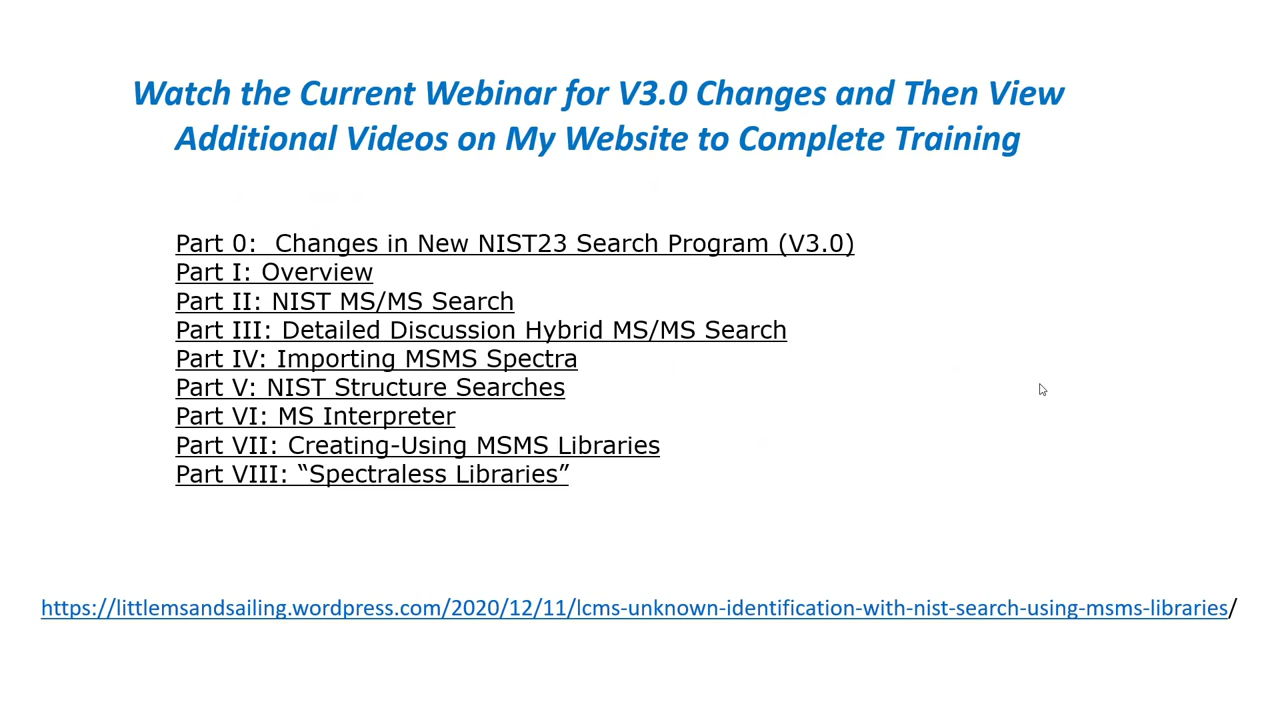 Watch the Current Webinar for V3.0 Changes and Then View
Additional Videos on My Website to Complete Training
Part 0:  Changes in New NIST23 Search Program (V3.0)
Part I: Overview
Part II: NIST MS/MS Search
Part III: Detailed Discussion Hybrid MS/MS Search
Part IV: Importing MSMS Spectra
Part V: NIST Structure Searches
Part VI: MS Interpreter
Part VII: Creating-Using MSMS Libraries
Part VIII: “Spectraless Libraries”
https://littlemsandsailing.wordpress.com/2020/12/11/lcms-unknown-identification-with-nist-search-using-msms-libraries/